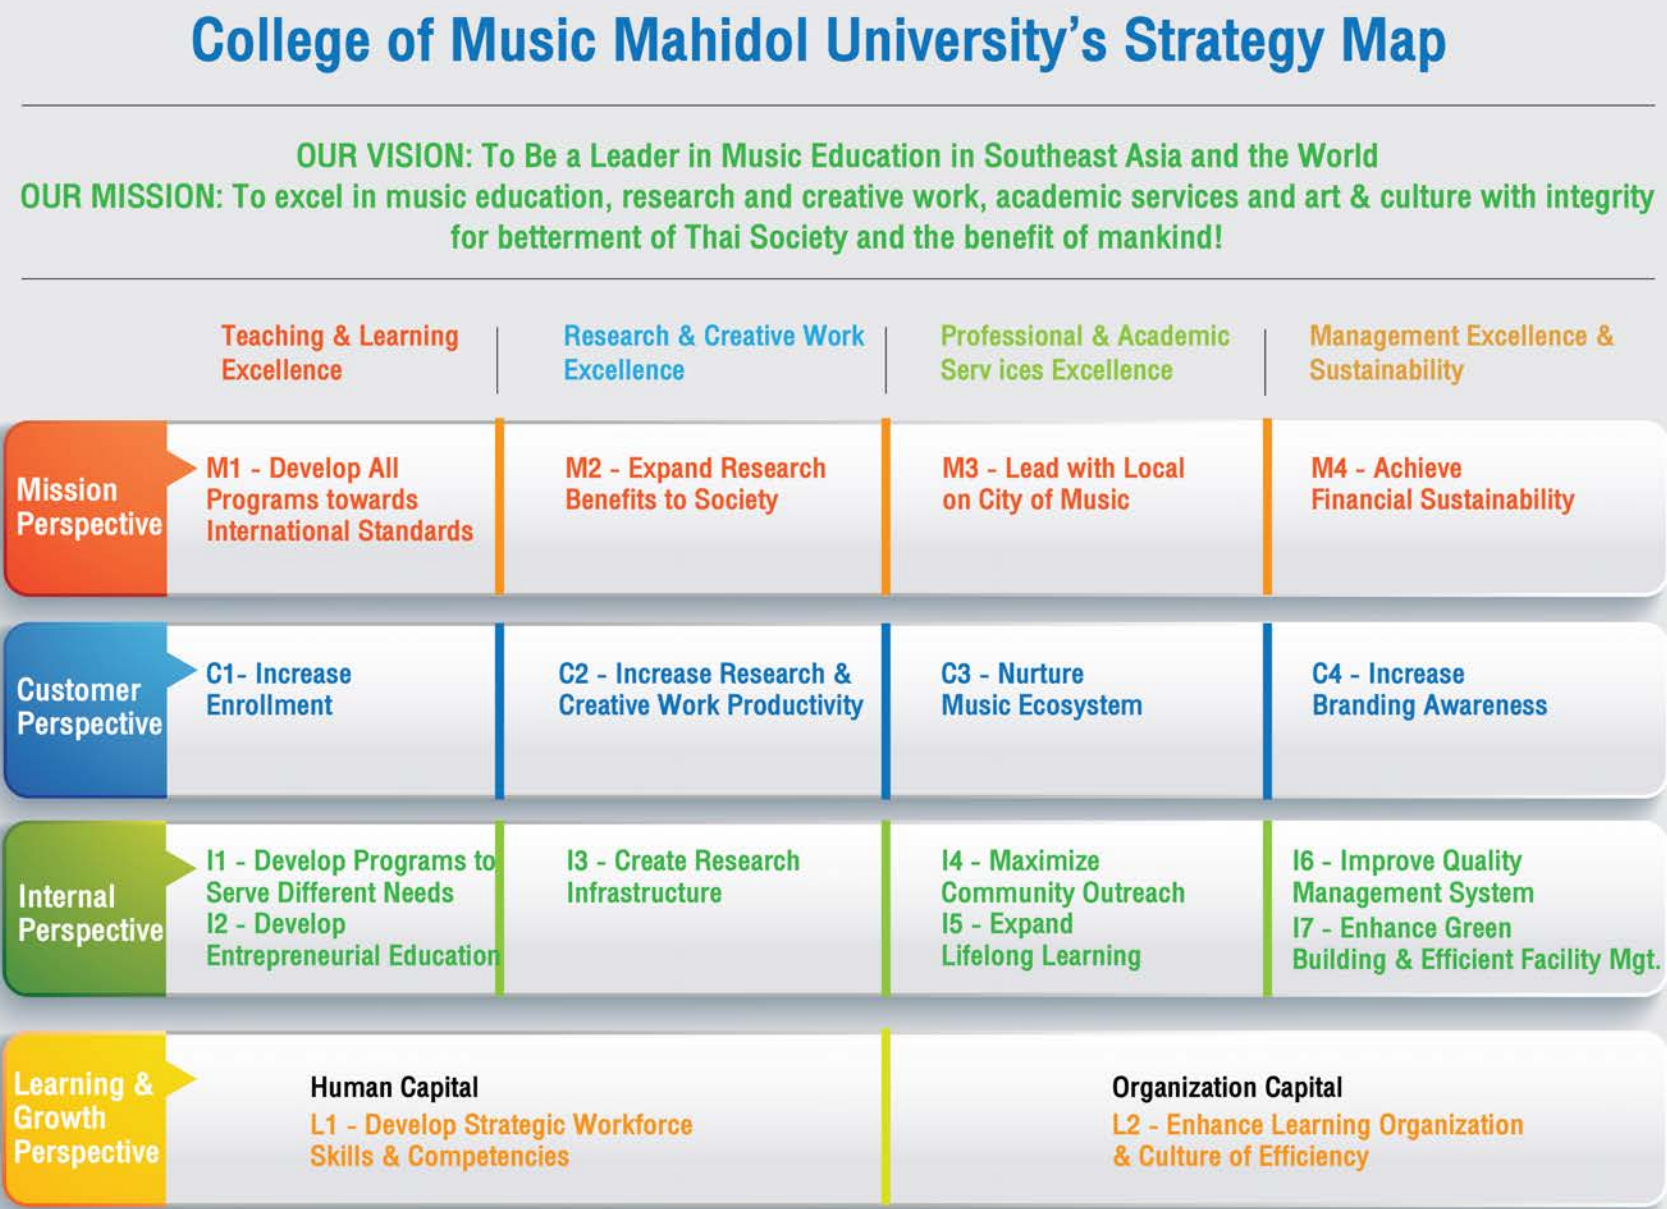 College of Music Mahidol University's Strategy Map
OUR VISION: To Be a Leader in Music Education in Southeast Asia and the World
OUR MISSION: To excel in music education, research and creative work, academic services and art & culture with integrity
for betterment of Thai Society and the benefit of mankind!
Teaching & Learning
Excellence
Research & Creative Work
Excellence
Professional & Academic
Serv ices Excellence
Management Excellence &
Sustainability
Mission
Perspective
M1 - Develop All
Programs towards
International Standards
M2 - Expand Research
Benefits to Society
M3 - Lead with Local
on City of Music
M4 - Achieve
Financial Sustainability
Customer
Perspective
C1- Increase
Enrollment
C2 - Increase Research &
Creative Work Productivity
C3 - Nurture
Music Ecosystem
C4 - Increase
Branding Awareness
Internal
Perspective
I1 - Develop Programs to
Serve Different Needs
I2 - Develop
Entrepreneurial Education
I3 - Create Research
Infrastructure
I4 - Maximize
Community Outreach
I5 - Expand
Lifelong Learning
I6 - Improve Quality
Management System
I7 - Enhance Green
Building & Efficient Facility Mgt.
Learning &
Growth
Perspective
Human Capital
L1 - Develop Strategic Workforce
Skills & Competencies
Organization Capital
L2 - Enhance Learning Organization
& Culture of Efficiency